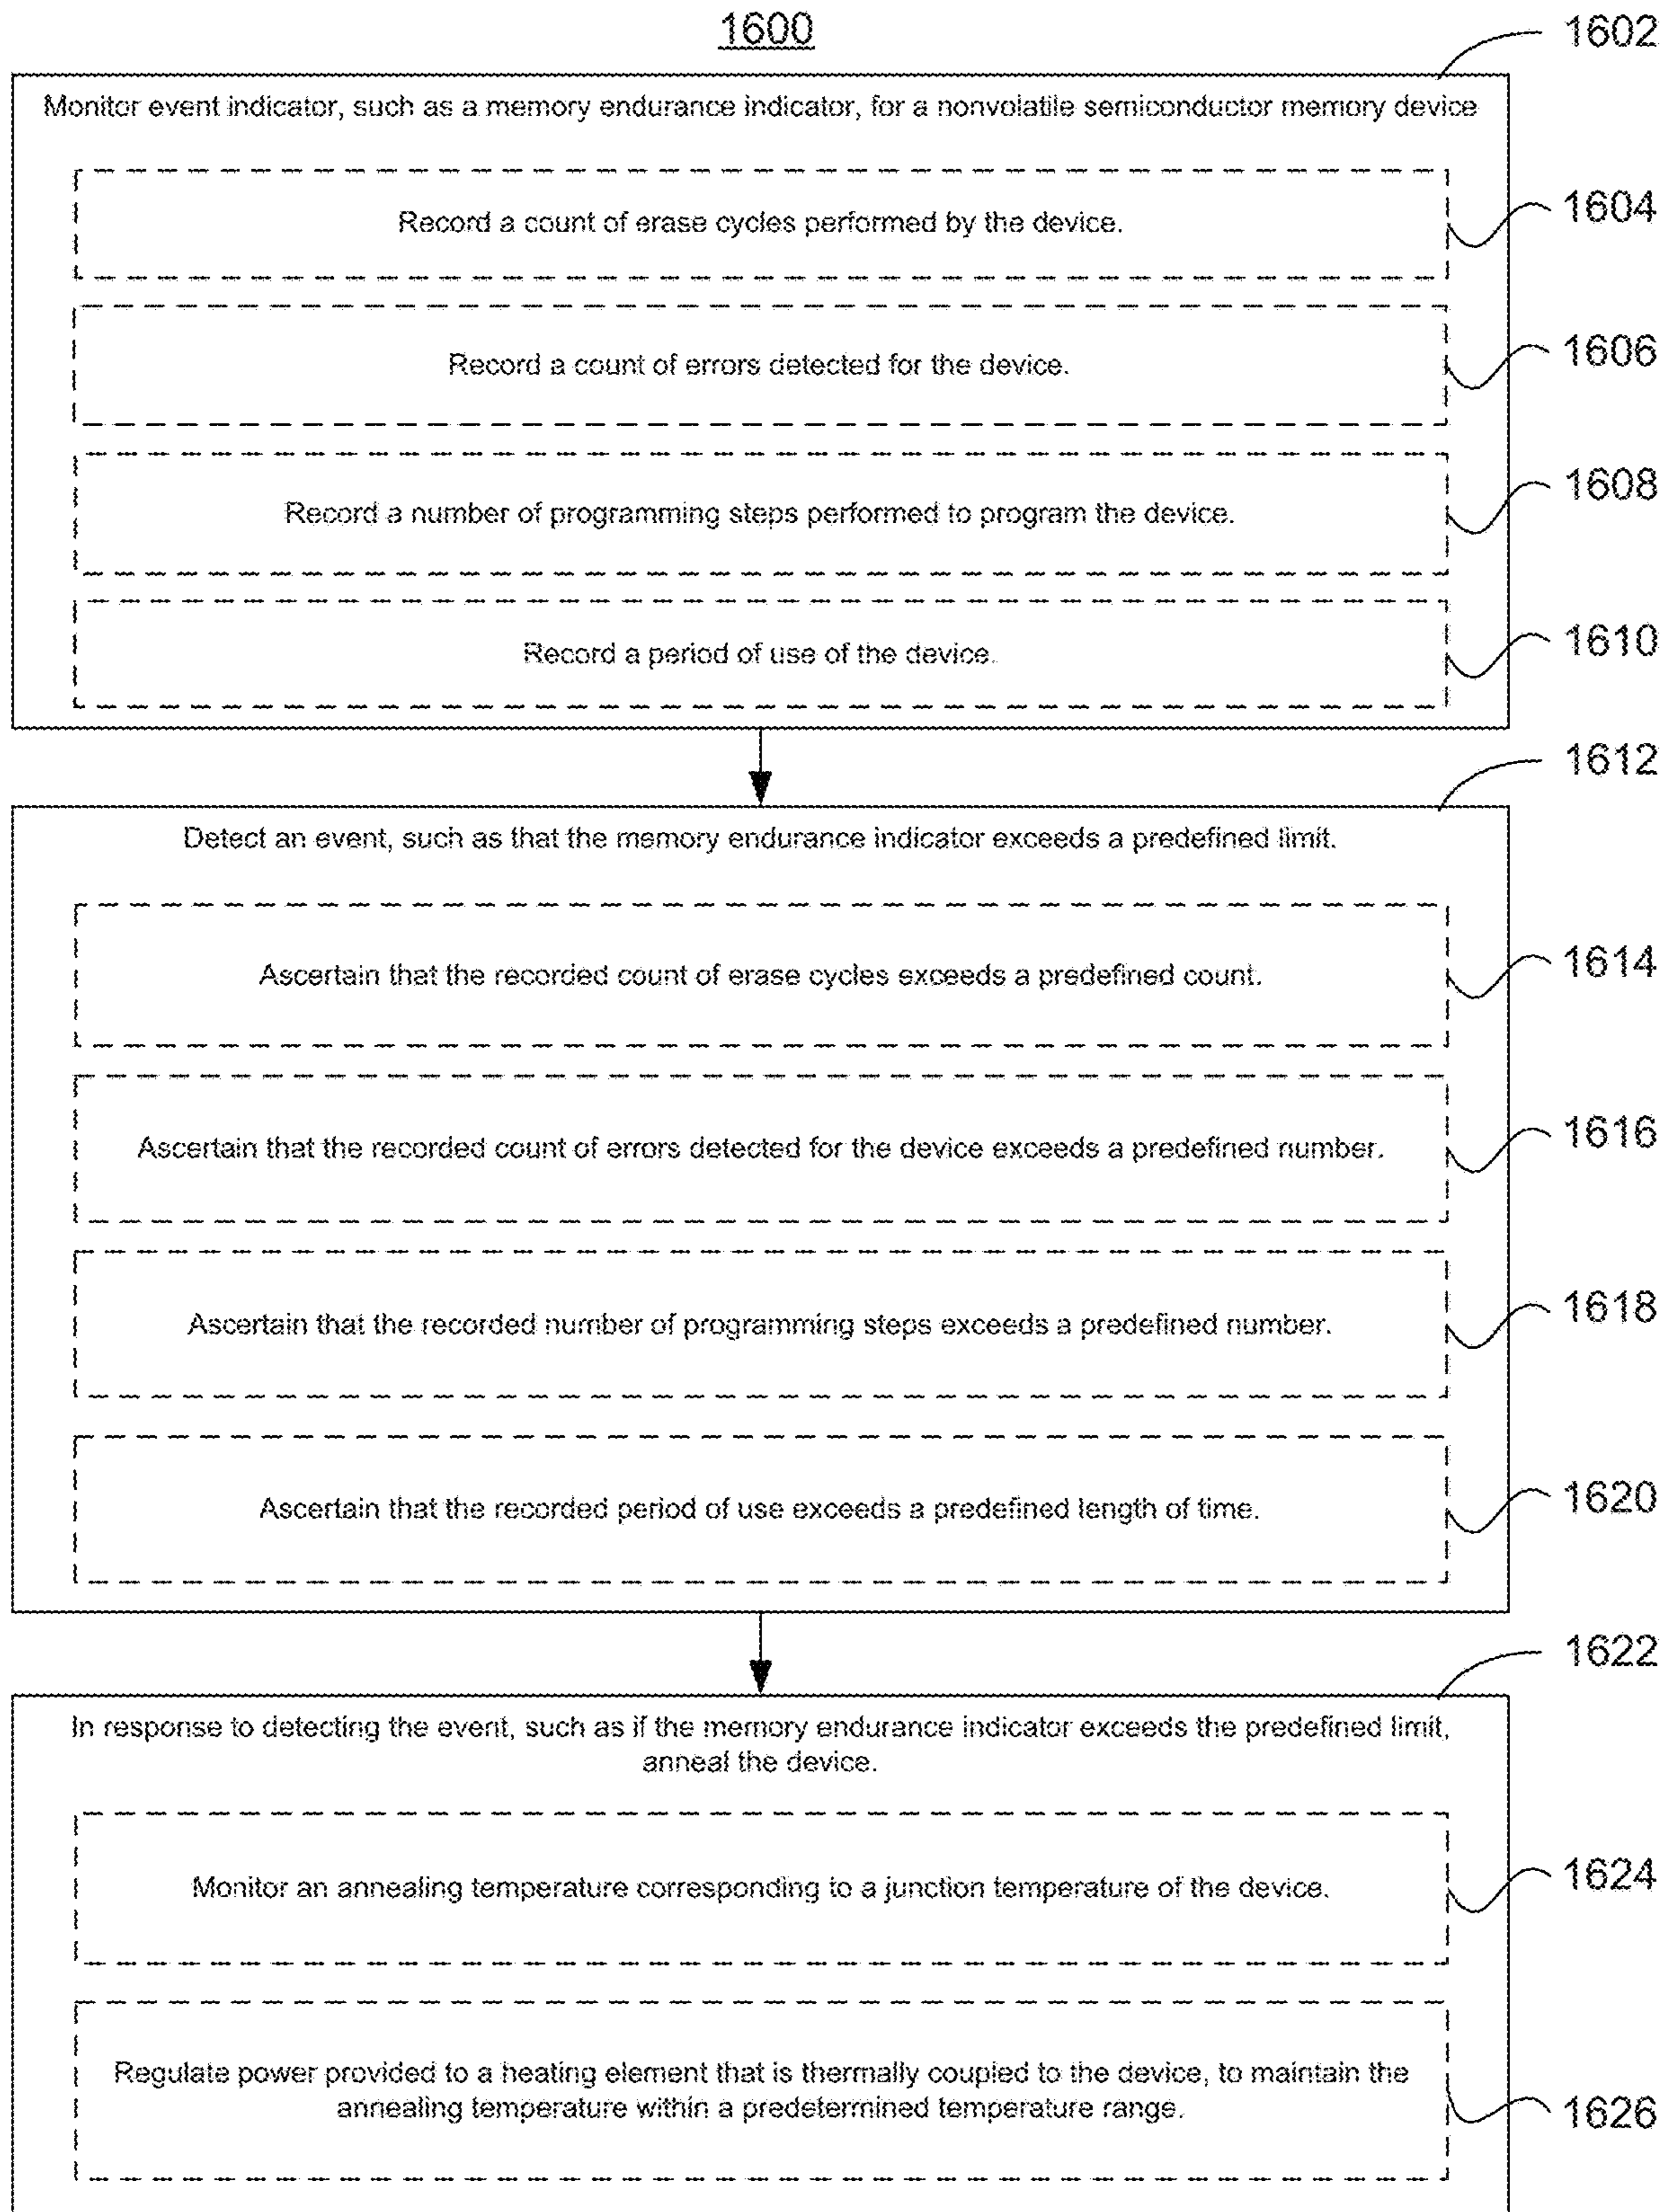 1600
1602
Monitor event indicator, such as a memory endurance indicator, for a nonvolatile semiconductor memory device
Record a count of erase cycles performed by the device.
1604
Record a count of errors detected for the device.
1606
Record a number of programming steps performed to program the device.
1608
Record a period of use of the device.
1610
1612
Detect an event, such as that the memory endurance indicator exceeds a predefined limit.
Ascertain that the recorded count of erase cycles exceeds a predefined count.
1614
Ascertain that the recorded count of errors detected for the device exceeds a predefined number.
1616
Ascertain that the recorded number of programming steps exceeds a predefined number.
1618
Ascertain that the recorded period of use exceeds a predefined length of time.
1620
1622
In response to detecting the event, such as if the memory endurance indicator exceeds the predefined limit,
anneal the device.
Monitor an annealing temperature corresponding to a junction temperature of the device.
1624
Regulate power provided to a heating element that is thermally coupled to the device, to maintain the
annealing temperature within a predetermined temperature range.
1626